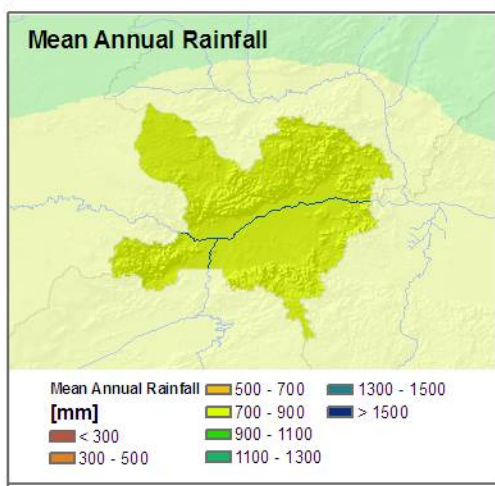 Mean Annual Rainfall
Mean Annual Rainfall
[mm]
< 300
300 - 500
500 - 700
700 - 900
900 - 1100
1100 - 1300
1300 - 1500
> 1500